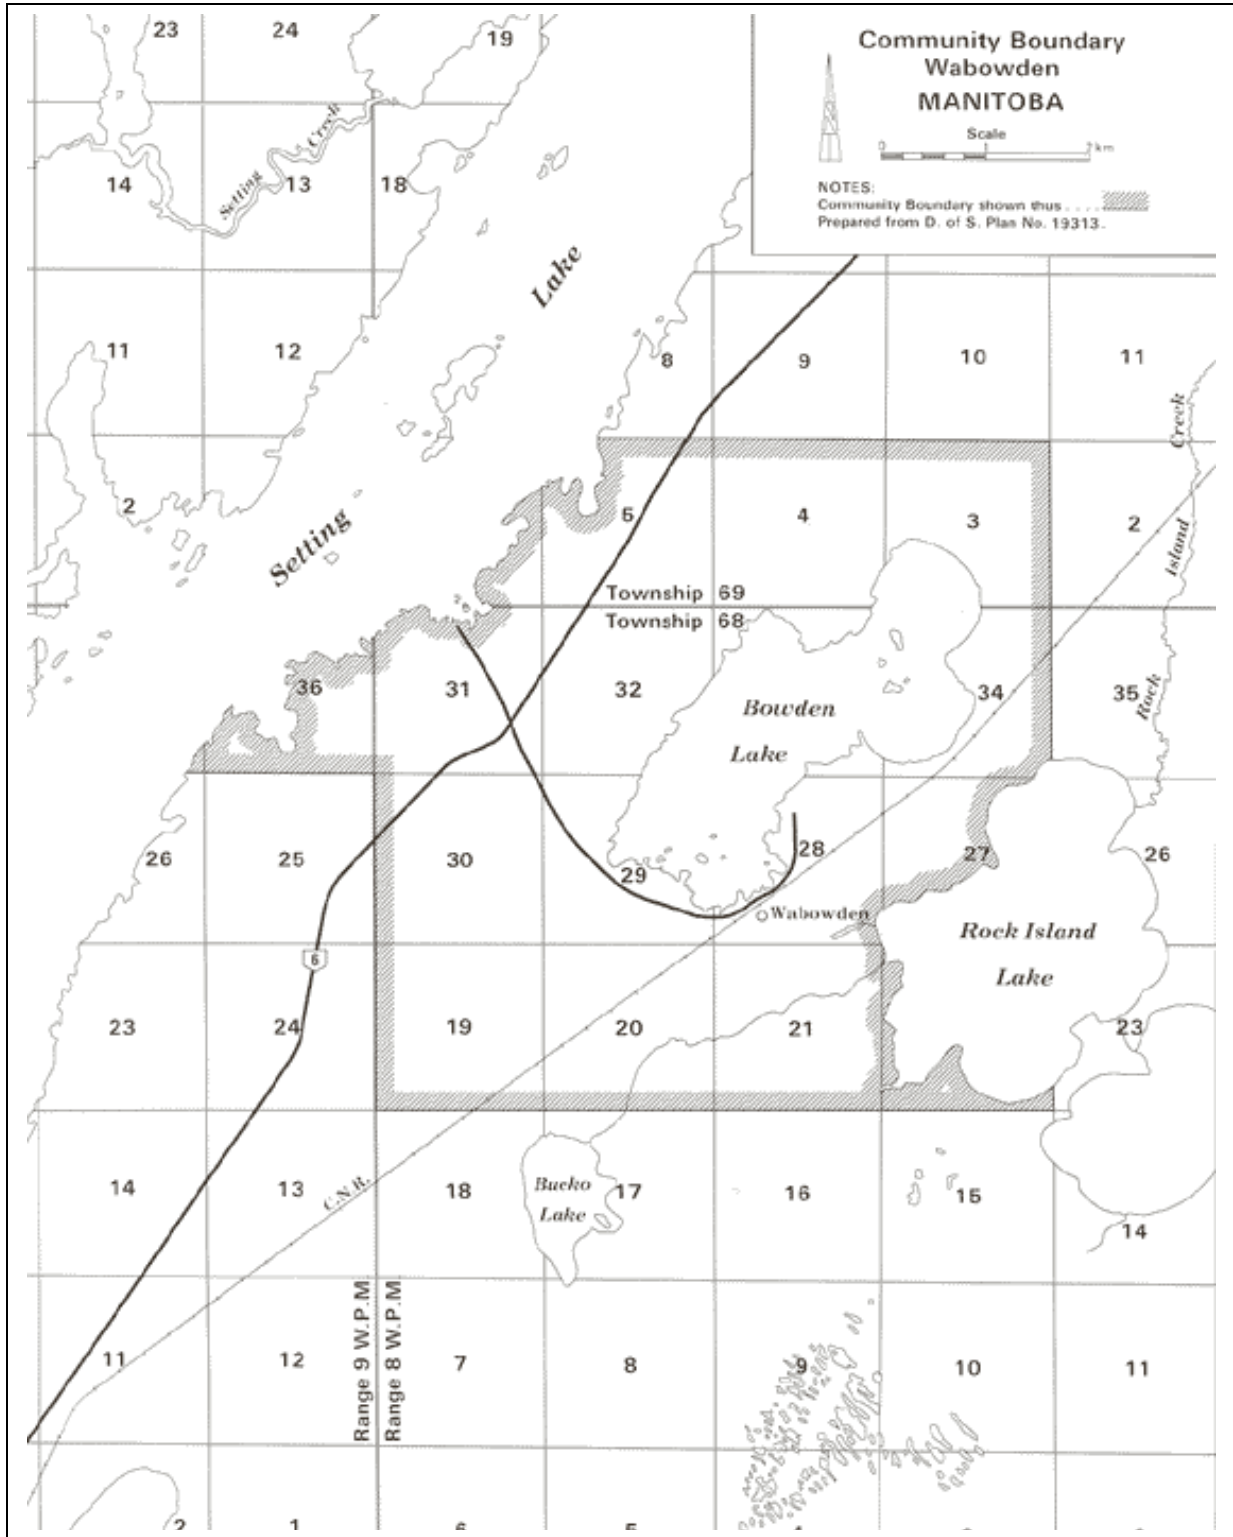 Community Boundary
Wabowden
MANITOBA
Scale
0 1 2 km
NOTES:
Community Boundary shown thus . . . .
Prepared from D. of S. Plan No. 19313.
23 24 19
Setting Creek
14 13 18
Lake
11 12 8 9 10 11
Creek
2 5 4 3 2
Setting
Island
Township 69
Township 68
36 31 32 34 35
Rock
Bowden
Lake
26 25 30 29 28 27 26
Wabowden
Rock Island
Lake
6
23 24 19 20 21 23
14 13 18 17 16 15 14
C.N.R.
Bucko
Lake
Range 9 W.P.M
Range 8 W.P.M
11 12 7 8 9 10 11
2 1 6 5 4